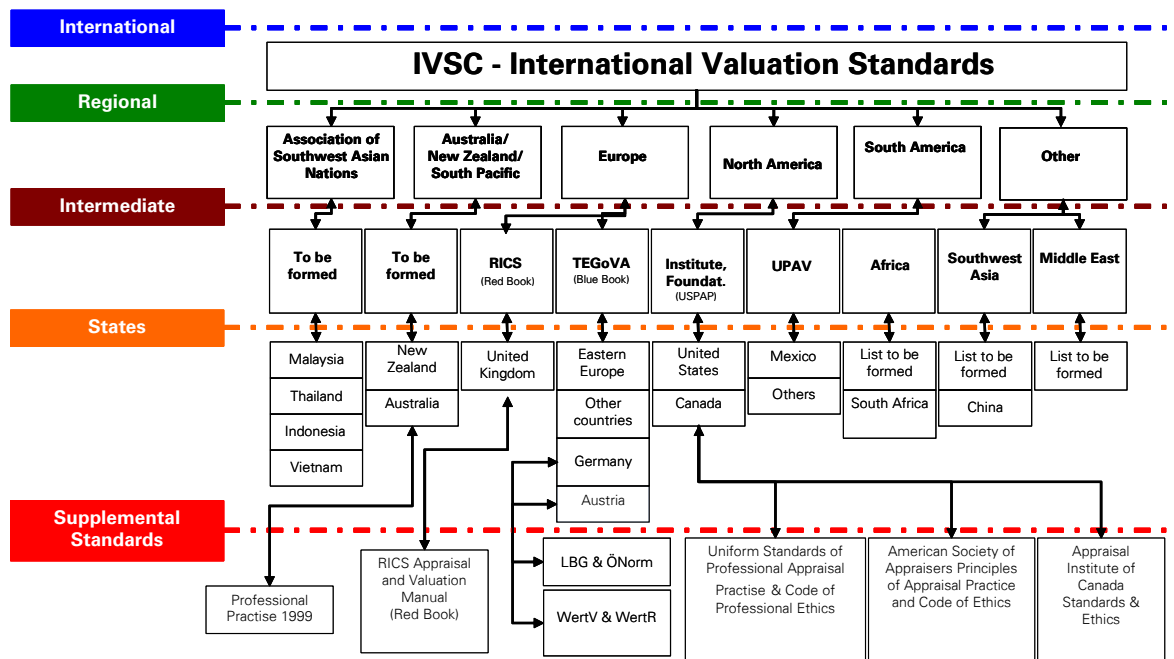 International
IVSC - International Valuation Standards
Regional
Association of
Southwest Asian
Nations
Australia/
New Zealand/
South Pacific
Europe
North America
South America
Other
Intermediate
To be
formed
To be
formed
RICS
(Red Book)
TEGoVA
(Blue Book)
Institute,
Foundat.
(USPAP)
UPAV
Africa
Southwest
Asia
Middle East
States
Malaysia
Thailand
Indonesia
Vietnam
New
Zealand
Australia
United
Kingdom
Eastern
Europe
Other
countries
Germany
Austria
United
States
Canada
Mexico
Others
List to be
formed
South Africa
List to be
formed
China
List to be
formed
Supplemental
Standards
Professional
Practise 1999
RICS Appraisal
and Valuation
Manual
(Red Book)
LBG & ÖNorm
WertV & WertR
Uniform Standards of
Professional Appraisal
Practise & Code of
Professional Ethics
American Society of
Appraisers Principles
of Appraisal Practice
and Code of Ethics
Appraisal
Institute of
Canada
Standards &
Ethics